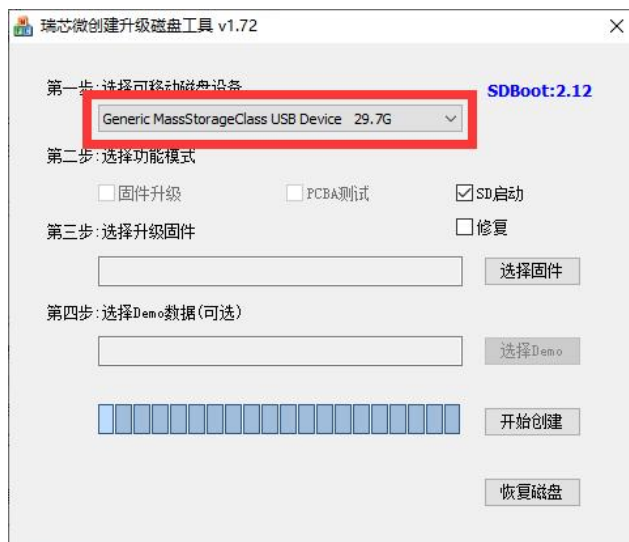 瑞芯微创建升级磁盘工具 v1.72
第一步:选择可移动磁盘设备
SDBoot:2.12
Generic MassStorageClass USB Device 29.7G
第二步:选择功能模式
固件升级
PCBA测试
SD启动
修复
第三步:选择升级固件
选择固件
第四步:选择Demo数据(可选)
选择Demo
开始创建
恢复磁盘